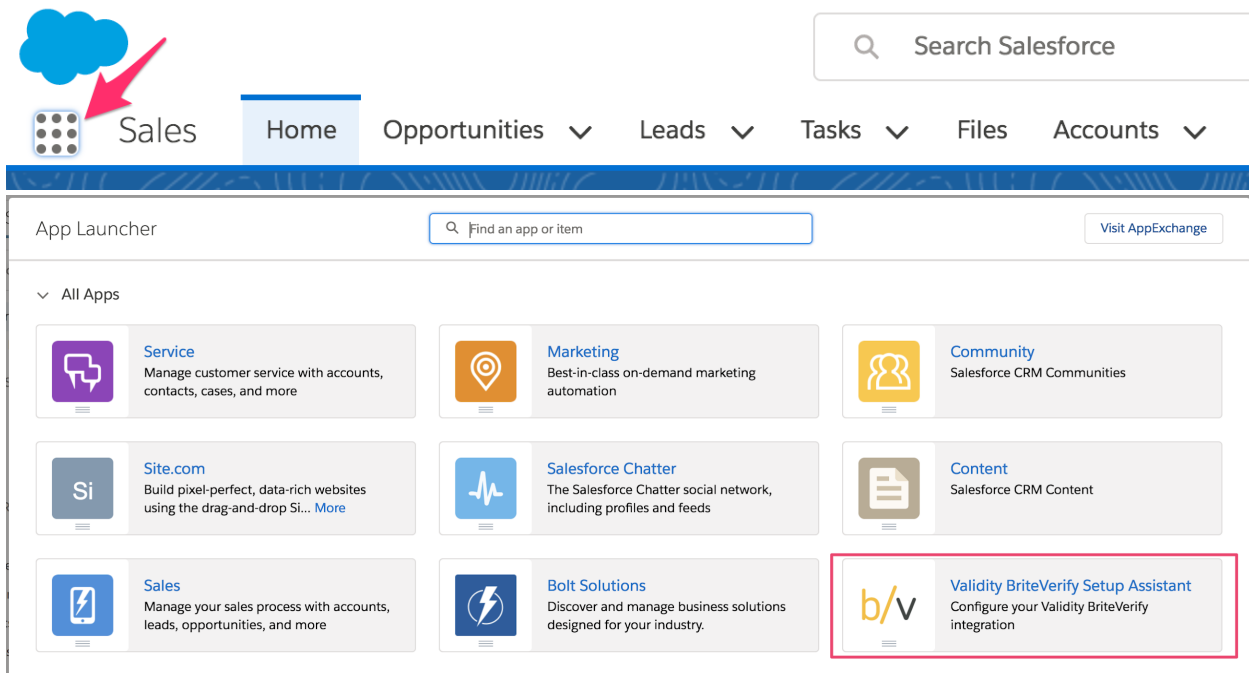 Search Salesforce
Sales
Home
Opportunities
Leads
Tasks
Files
Accounts
App Launcher
Find an app or item
Visit AppExchange
All Apps
Service
Manage customer service with accounts,
contacts, cases, and more
Marketing
Best-in-class on-demand marketing
automation
Community
Salesforce CRM Communities
Si
Site.com
Build pixel-perfect, data-rich websites
using the drag-and-drop Si... More
Salesforce Chatter
The Salesforce Chatter social network,
including profiles and feeds
Content
Salesforce CRM Content
Sales
Manage your sales process with accounts,
leads, opportunities, and more
Bolt Solutions
Discover and manage business solutions
designed for your industry.
b/v
Validity BriteVerify Setup Assistant
Configure your Validity BriteVerify
integration